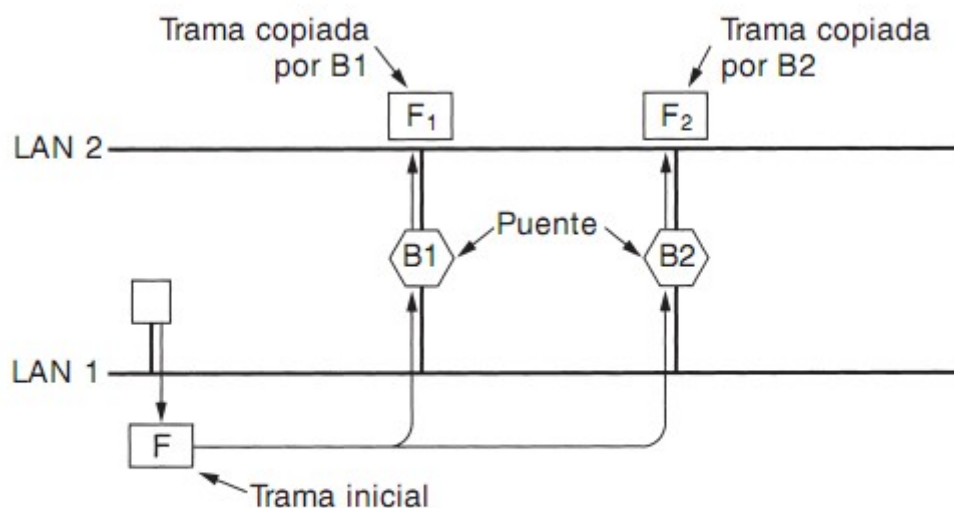 Trama copiada
por B1
Trama copiada
por B2
F₁
F₂
LAN 2
Puente
B1
B2
LAN 1
F
Trama inicial